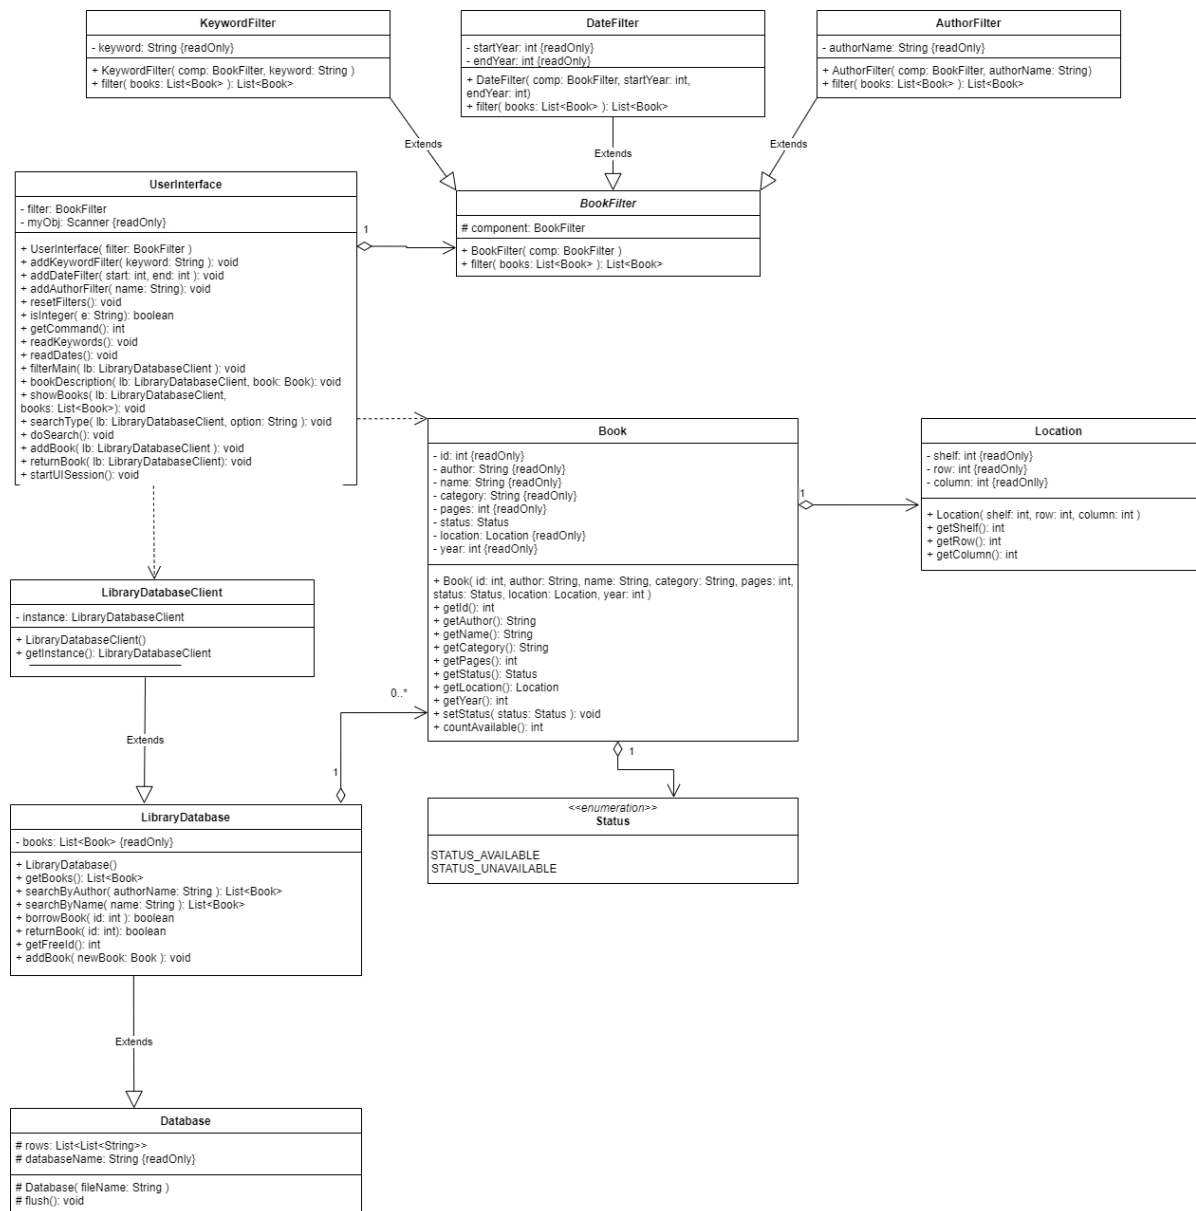 KeywordFilter
- keyword: String {readOnly}
+ KeywordFilter( comp: BookFilter, keyword: String )
+ filter( books: List<Book> ): List<Book>
DateFilter
- startYear: int {readOnly}
- endYear: int {readOnly}
+ DateFilter( comp: BookFilter, startYear: int,
endYear: int)
+ filter( books: List<Book> ): List<Book>
AuthorFilter
- authorName: String {readOnly}
+ AuthorFilter( comp: BookFilter, authorName: String)
+ filter( books: List<Book> ): List<Book>
Extends
Extends
Extends
UserInterface
- filter: BookFilter
- myObj: Scanner {readOnly}
+ UserInterface( filter: BookFilter )
+ addKeywordFilter( keyword: String ): void
+ addDateFilter( start: int, end: int ): void
+ addAuthorFilter( name: String): void
+ resetFilters(): void
+ isInteger( e: String): boolean
+ getCommand(): int
+ readKeywords(): void
+ readDates(): void
+ filterMain( lb: LibraryDatabaseClient ): void
+ bookDescription( lb: LibraryDatabaseClient, book: Book): void
+ showBooks( lb: LibraryDatabaseClient,
books: List<Book>): void
+ searchType( lb: LibraryDatabaseClient, option: String ): void
+ doSearch(): void
+ addBook( lb: LibraryDatabaseClient ): void
+ returnBook( lb: LibraryDatabaseClient): void
+ startUISession(): void
1
BookFilter
# component: BookFilter
+ BookFilter( comp: BookFilter )
+ filter( books: List<Book> ): List<Book>
Book
- id: int {readOnly}
- author: String {readOnly}
- name: String {readOnly}
- category: String {readOnly}
- pages: int {readOnly}
- status: Status
- location: Location {readOnly}
- year: int {readOnly}
+ Book( id: int, author: String, name: String, category: String, pages: int,
status: Status, location: Location, year: int )
+ getId(): int
+ getAuthor(): String
+ getName(): String
+ getCategory(): String
+ getPages(): int
+ getStatus(): Status
+ getLocation(): Location
+ getYear(): int
+ setStatus( status: Status ): void
+ countAvailable(): int
1
Location
- shelf: int {readOnly}
- row: int {readOnly}
- column: int {readOnlly}
+ Location( shelf: int, row: int, column: int )
+ getShelf(): int
+ getRow(): int
+ getColumn(): int
LibraryDatabaseClient
- instance: LibraryDatabaseClient
+ LibraryDatabaseClient()
+ getInstance(): LibraryDatabaseClient
Extends
0..*
1
1
<<enumeration>>
Status
STATUS_AVAILABLE
STATUS_UNAVAILABLE
LibraryDatabase
- books: List<Book> {readOnly}
+ LibraryDatabase()
+ getBooks(): List<Book>
+ searchByAuthor( authorName: String ): List<Book>
+ searchByName( name: String ): List<Book>
+ borrowBook( id: int ): boolean
+ returnBook( id: int): boolean
+ getFreeId(): int
+ addBook( newBook: Book ): void
Extends
Database
# rows: List<List<String>>
# databaseName: String {readOnly}
# Database( fileName: String )
# flush(): void